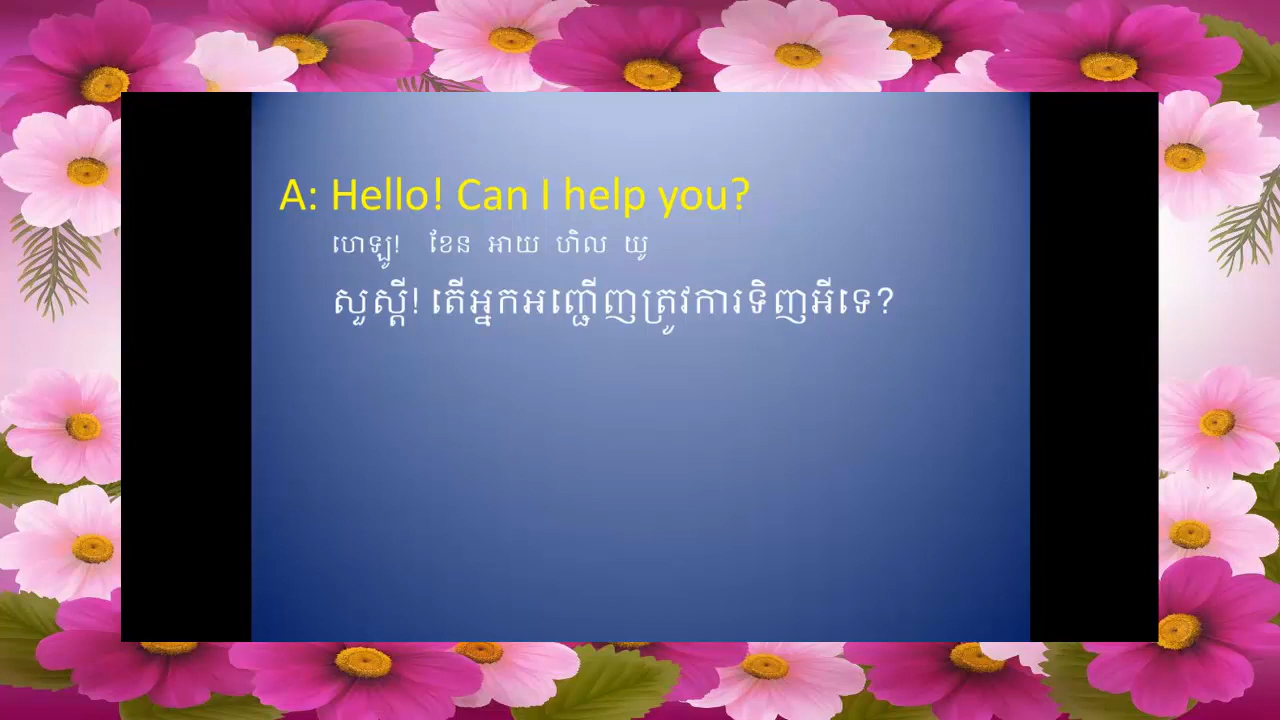 A: Hello! Can I help you?
ហេឡូ! ខែន អាយ ហិល យូ
សួស្តី! តើអ្នកអញ្ជើញត្រូវការទិញអីទេ?